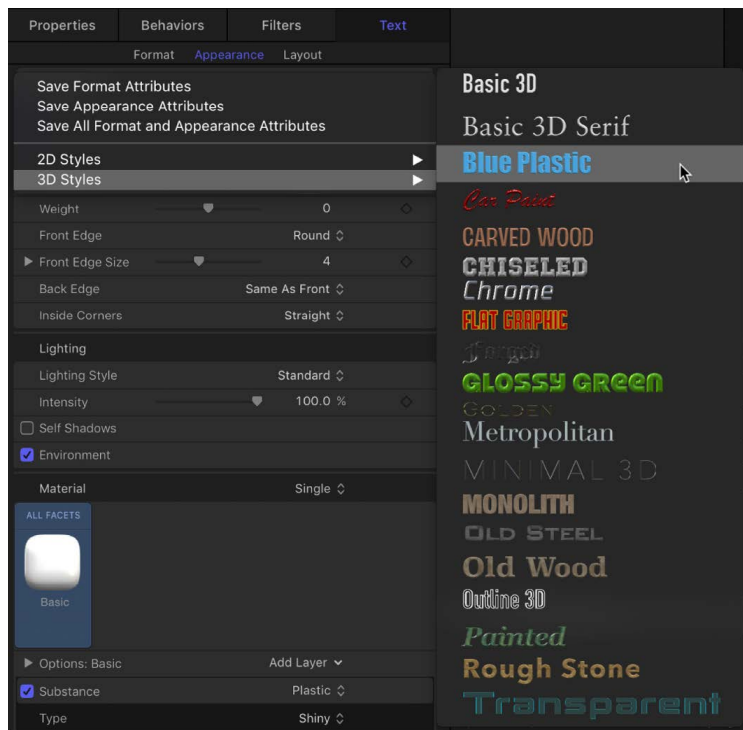 Properties Behaviors Filters Text
Format Appearance Layout
Save Format Attributes
Save Appearance Attributes
Save All Format and Appearance Attributes
2D Styles
3D Styles
Weight 0
Front Edge Round
Front Edge Size 4
Back Edge Same As Front
Inside Corners Straight
Lighting
Lighting Style Standard
Intensity 100.0 %
Self Shadows
Environment
Material Single
ALL FACETS
Basic
Options: Basic Add Layer
Substance Plastic
Type Shiny
Basic 3D
Basic 3D Serif
Blue Plastic
Car Paint
CARVED WOOD
CHISELED
Chrome
FLAT GRAPHIC
Forged
GLOSSY GREEN
GOLDEN
Metropolitan
MINIMAL 3D
MONOLITH
OLD STEEL
Old Wood
Outline 3D
Painted
Rough Stone
Transparent